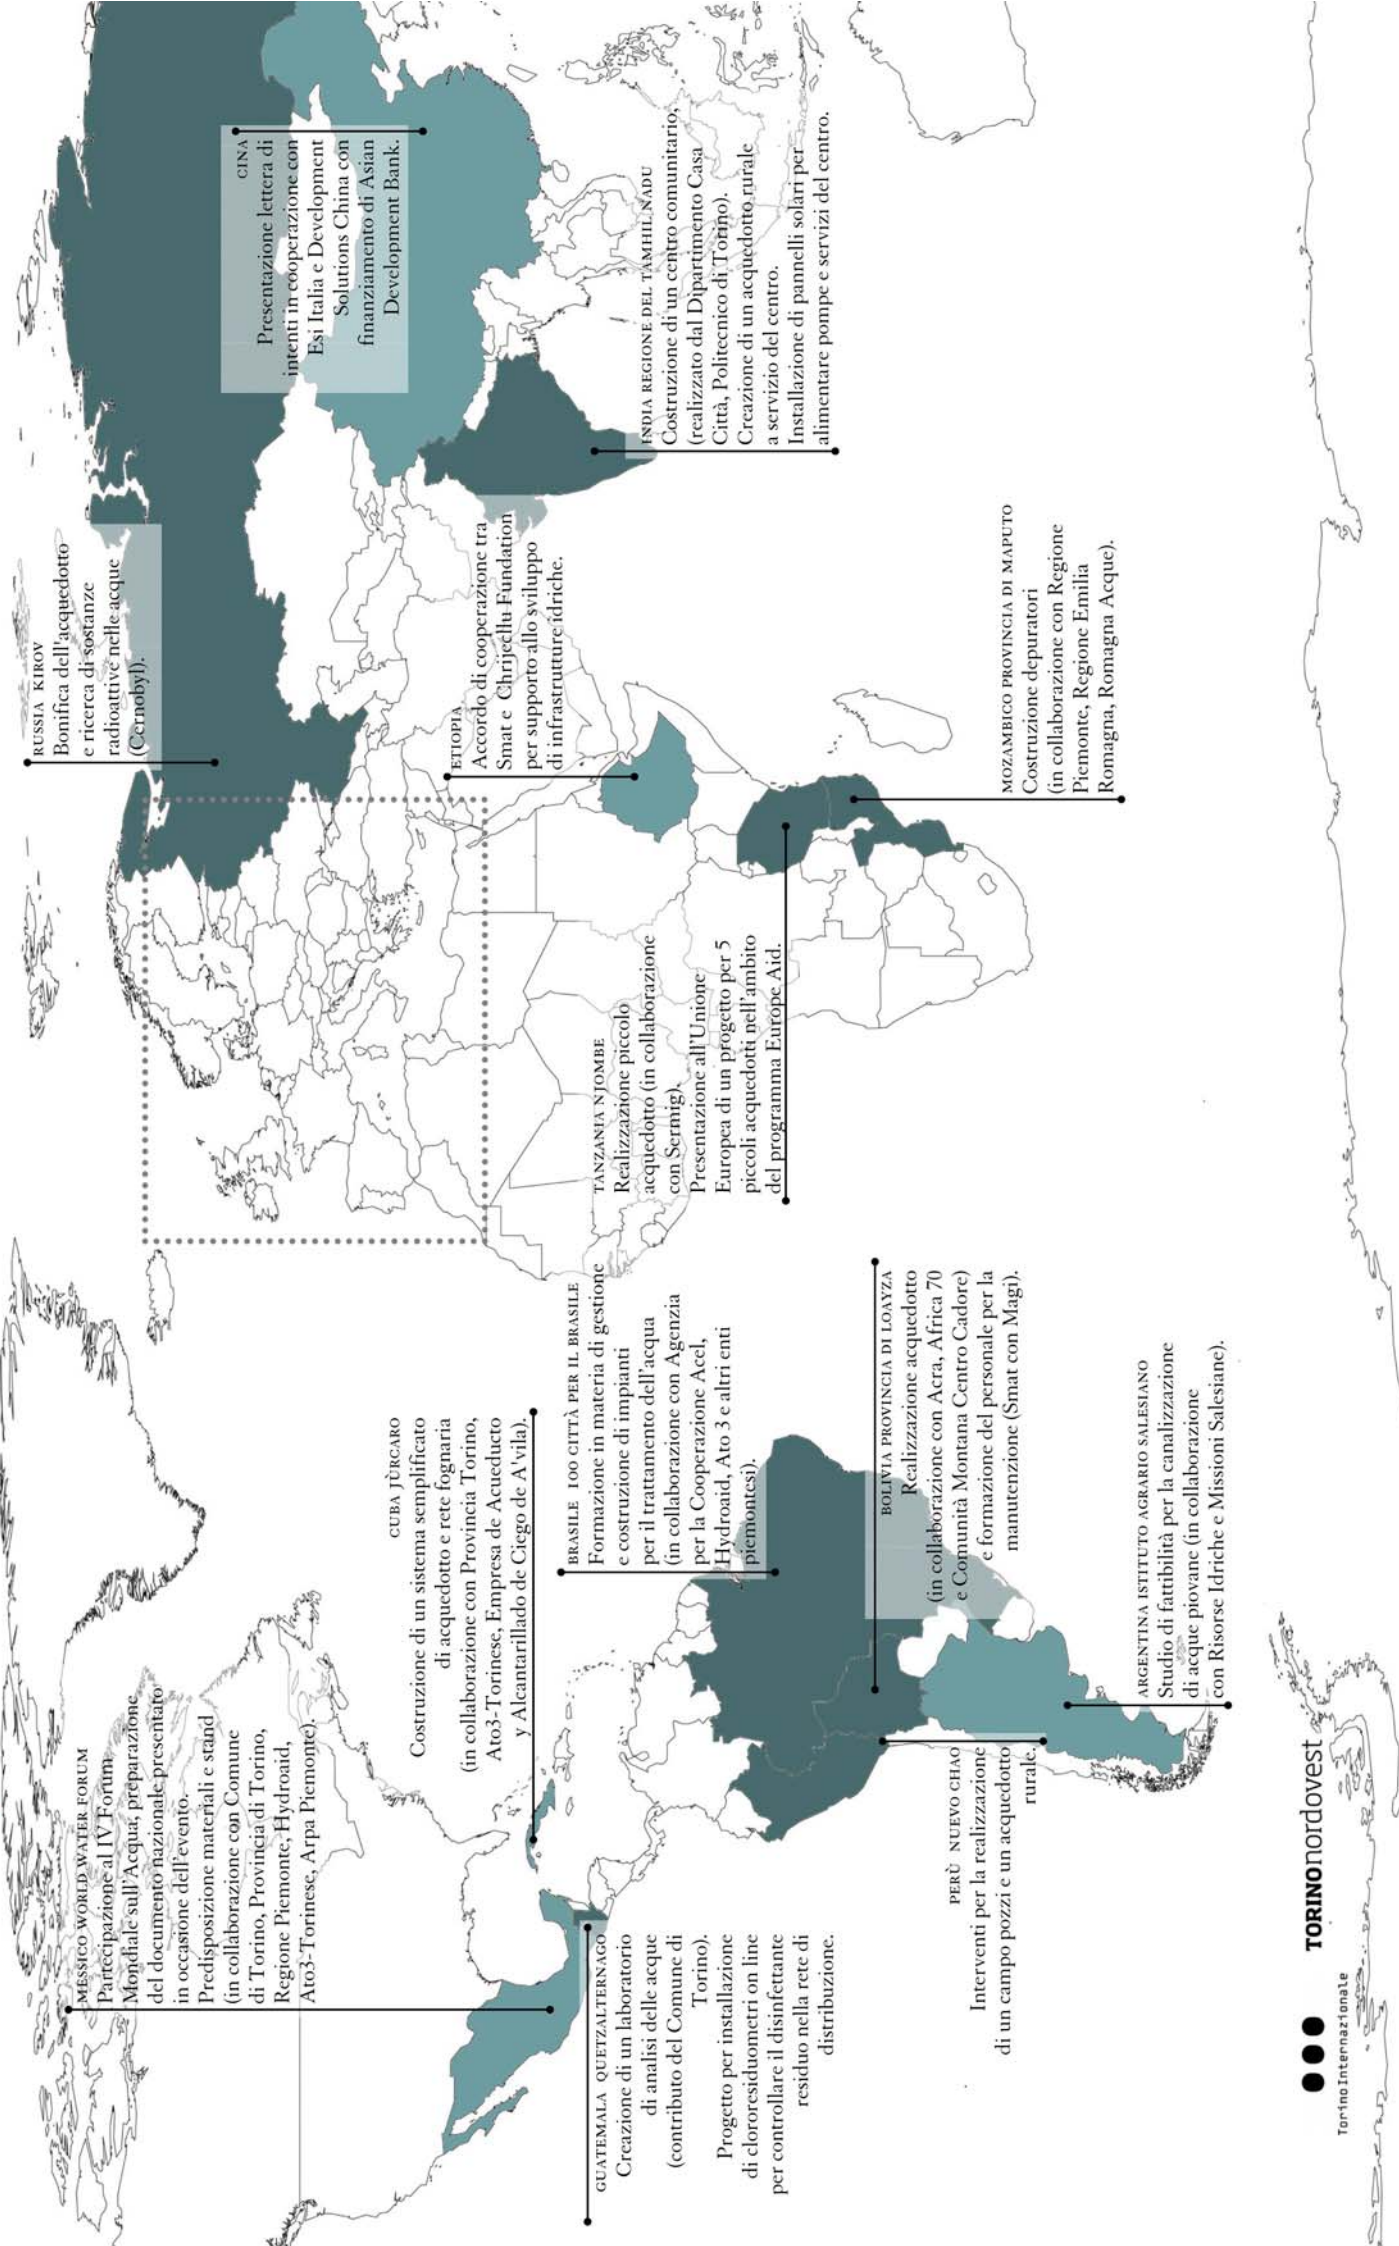 MESSICO WORLD WATER FORUM
Partecipazione al IV Forum
Mondiale sull'Acqua, preparazione
del documento nazionale presentato
in occasione dell'evento.
Predisposizione materiali e stand
(in collaborazione con Comune
di Torino, Provincia di Torino,
Regione Piemonte, Hydroaid,
Ato3-Torinese, Arpa Piemonte).
CUBA JÙRCARO
Costruzione di un sistema semplificato
di acquedotto e rete fognaria
(in collaborazione con Provincia Torino,
Ato3-Torinese, Empresa de Acueducto
y Alcantarillado de Ciego de A'vila).
GUATEMALA QUETZALTERNAGO
Creazione di un laboratorio
di analisi delle acque
(contributo del Comune di
Torino).
Progetto per installazione
di clororesiduometri on line
per controllare il disinfettante
residuo nella rete di
distribuzione.
BRASILE 100 CITTÀ PER IL BRASILE
Formazione in materia di gestione
e costruzione di impianti
per il trattamento dell'acqua
(in collaborazione con Agenzia
per la Cooperazione Acel,
Hydroaid, Ato 3 e altri enti
piemontesi).
BOLIVIA PROVINCIA DI LOAYZA
Realizzazione acquedotto
(in collaborazione con Acra, Africa 70
e Comunità Montana Centro Cadore)
e formazione del personale per la
manutenzione (Smat con Magi).
PERÙ NUEVO CHAO
Interventi per la realizzazione
di un campo pozzi e un acquedotto
rurale.
ARGENTINA ISTITUTO AGRARIO SALESIANO
Studio di fattibilità per la canalizzazione
di acque piovane (in collaborazione
con Risorse Idriche e Missioni Salesiane).
RUSSIA KIROV
Bonifica dell'acquedotto
e ricerca di sostanze
radioattive nelle acque
(Cernobyl).
CINA
Presentazione lettera di
intenti in cooperazione con
Esi Italia e Development
Solutions China con
finanziamento di Asian
Development Bank.
ETIOPIA
Accordo di cooperazione tra
Smat e Chrijecllu Fundation
per supporto allo sviluppo
di infrastrutture idriche.
INDIA REGIONE DEL TAMHIL NADU
Costruzione di un centro comunitario,
(realizzato dal Dipartimento Casa
Città, Politecnico di Torino).
Creazione di un acquedotto rurale
a servizio del centro.
Installazione di pannelli solari per
alimentare pompe e servizi del centro.
TANZANIA NJOMBE
Realizzazione piccolo
acquedotto (in collaborazione
con Sermig).
Presentazione all'Unione
Europea di un progetto per 5
piccoli acquedotti nell'ambito
del programma Europe Aid.
MOZAMBICO PROVINCIA DI MAPUTO
Costruzione depuratori
(in collaborazione con Regione
Piemonte, Regione Emilia
Romagna, Romagna Acque).
TORINOnordovest
TorinoInternazionale